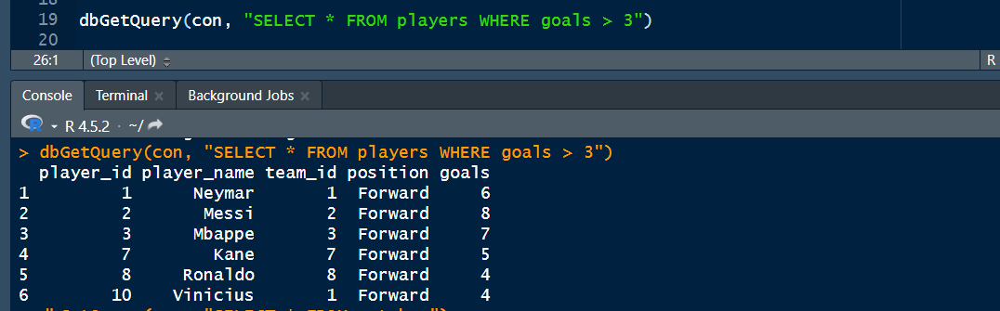 19 dbGetQuery(con, "SELECT * FROM players WHERE goals > 3")
20
26:1 (Top Level) R
Console Terminal Background Jobs
R R 4.5.2 · ~/
> dbGetQuery(con, "SELECT * FROM players WHERE goals > 3")
player_id player_name team_id position goals
1 1 Neymar 1 Forward 6
2 2 Messi 2 Forward 8
3 3 Mbappe 3 Forward 7
4 7 Kane 7 Forward 5
5 8 Ronaldo 8 Forward 4
6 10 Vinicius 1 Forward 4